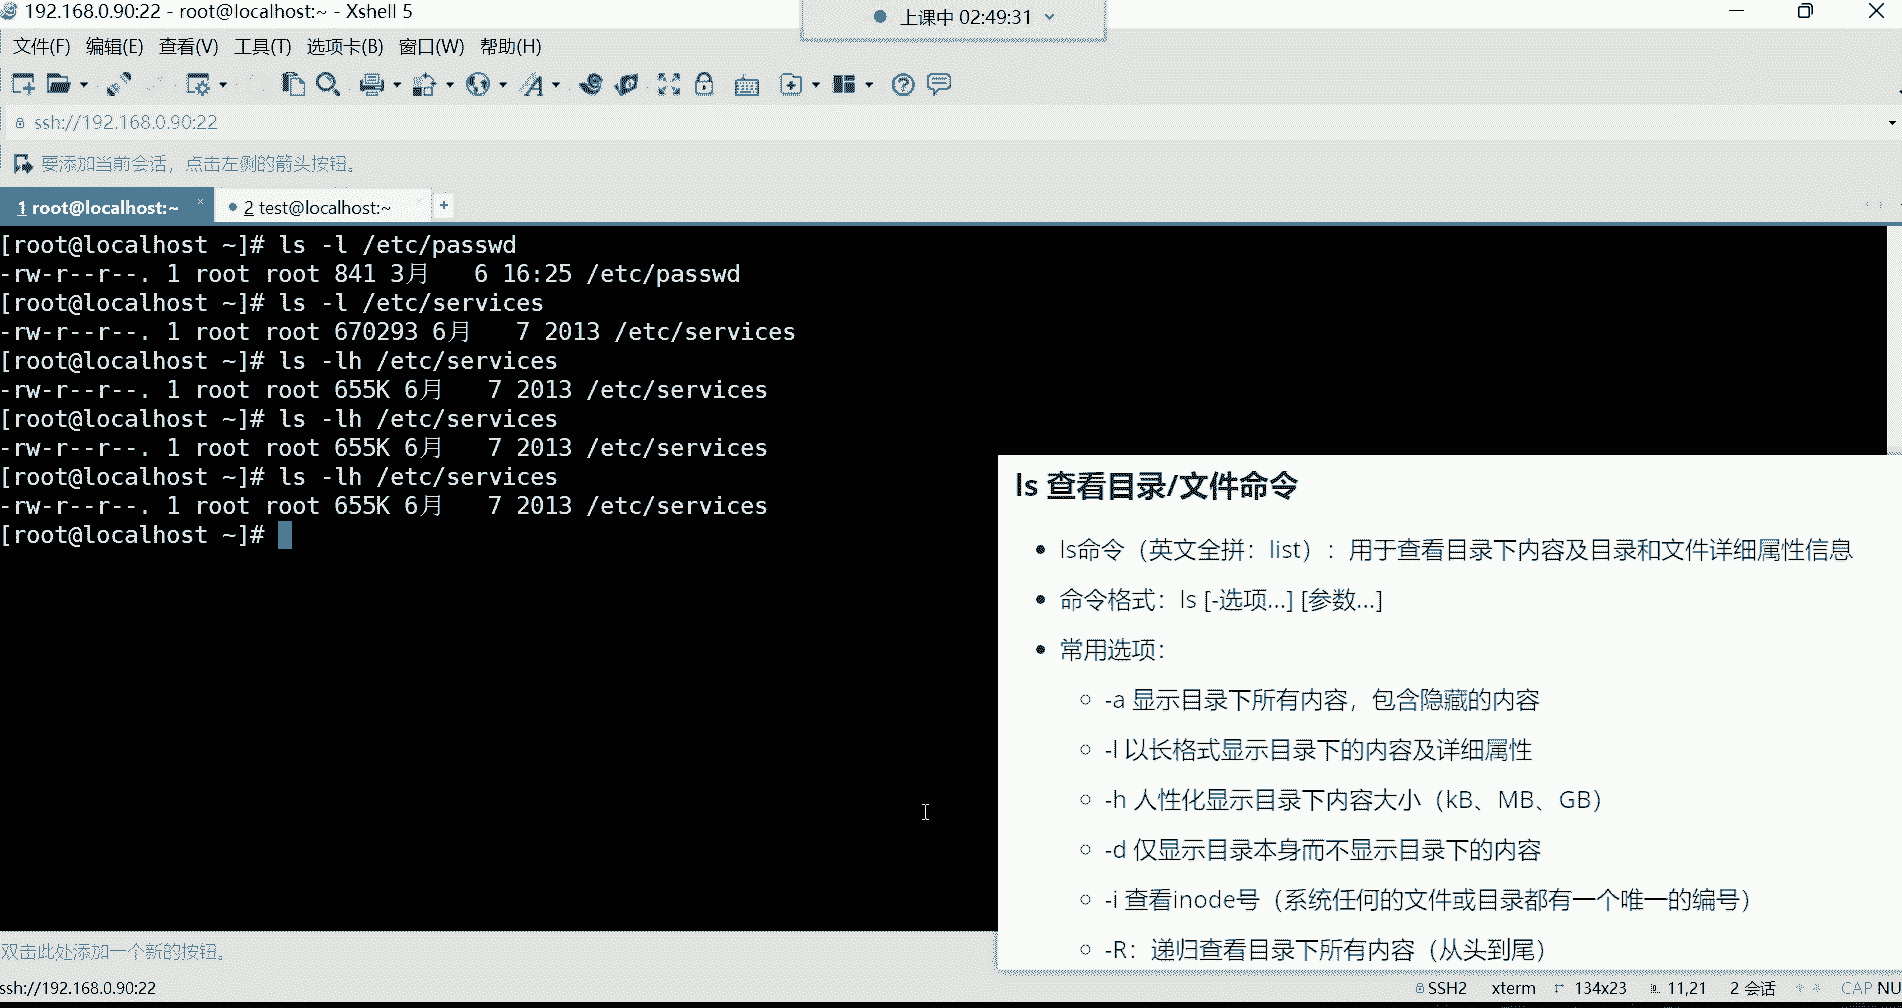 192.168.0.90:22 - root@localhost:~ - Xshell 5
上课中 02:49:31
文件(F) 编辑(E) 查看(V) 工具(T) 选项卡(B) 窗口(W) 帮助(H)
ssh://192.168.0.90:22
要添加当前会话，点击左侧的箭头按钮。
1 root@localhost:~ × 2 test@localhost:~ +
[root@localhost ~]# ls -l /etc/passwd
-rw-r--r--. 1 root root 841 3月   6 16:25 /etc/passwd
[root@localhost ~]# ls -l /etc/services
-rw-r--r--. 1 root root 670293 6月   7 2013 /etc/services
[root@localhost ~]# ls -lh /etc/services
-rw-r--r--. 1 root root 655K 6月   7 2013 /etc/services
[root@localhost ~]# ls -lh /etc/services
-rw-r--r--. 1 root root 655K 6月   7 2013 /etc/services
[root@localhost ~]# ls -lh /etc/services
-rw-r--r--. 1 root root 655K 6月   7 2013 /etc/services
[root@localhost ~]#
ls 查看目录/文件命令
ls命令（英文全拼：list）：用于查看目录下内容及目录和文件详细属性信息
命令格式：ls [-选项...] [参数...]
常用选项：
-a 显示目录下所有内容，包含隐藏的内容
-l 以长格式显示目录下的内容及详细属性
-h 人性化显示目录下内容大小（kB、MB、GB）
-d 仅显示目录本身而不显示目录下的内容
-i 查看inode号（系统任何的文件或目录都有一个唯一的编号）
-R：递归查看目录下所有内容（从头到尾）
双击此处添加一个新的按钮。
ssh://192.168.0.90:22 SSH2 xterm 134x23 11,21 2 会话 CAP NU